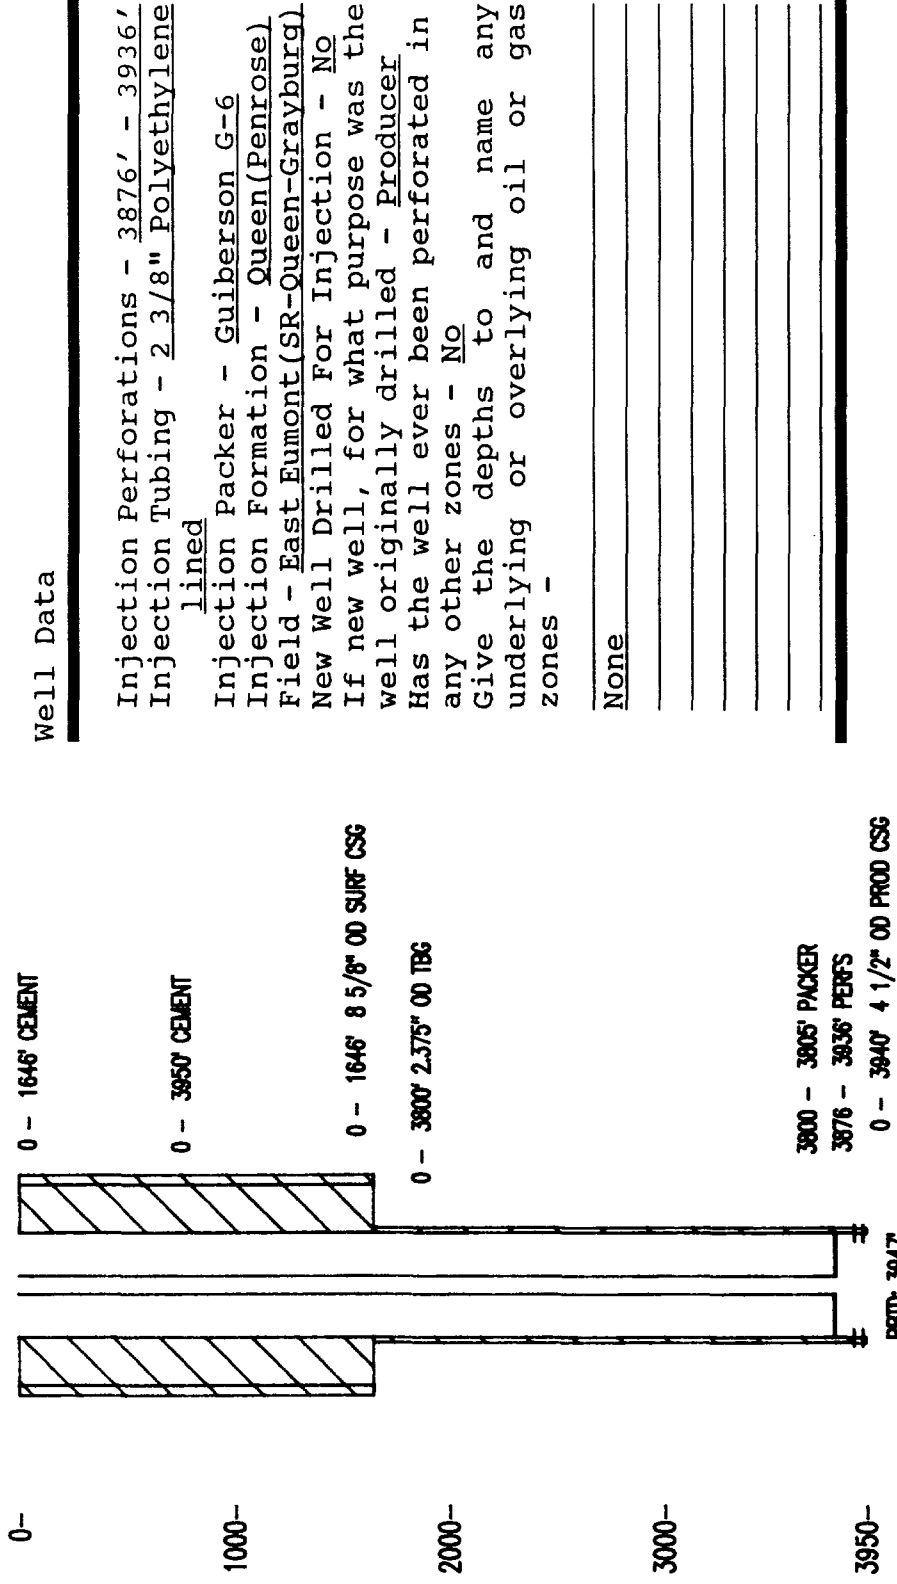 Well Data
Injection Perforations - 3876' - 3936'
Injection Tubing - 2 3/8" Polyethylene
lined
Injection Packer - Guiberson G-6
Injection Formation - Queen(Penrose)
Field - East Eumont(SR-Queen-Grayburg)
New Well Drilled For Injection - No
If new well, for what purpose was the
well originally drilled - Producer
Has the well ever been perforated in
any other zones - No
Give the depths to and name any
underlying or overlying oil or gas
zones -
None
0-
1000-
2000-
3000-
3950-
0 - 1646' CEMENT
0 - 3950' CEMENT
0 - 1646' 8 5/8" OD SURF CSG
0 - 3800' 2.375" OD TBG
3800 - 3805' PACKER
3876 - 3936' PERFS
0 - 3940' 4 1/2" OD PROD CSG